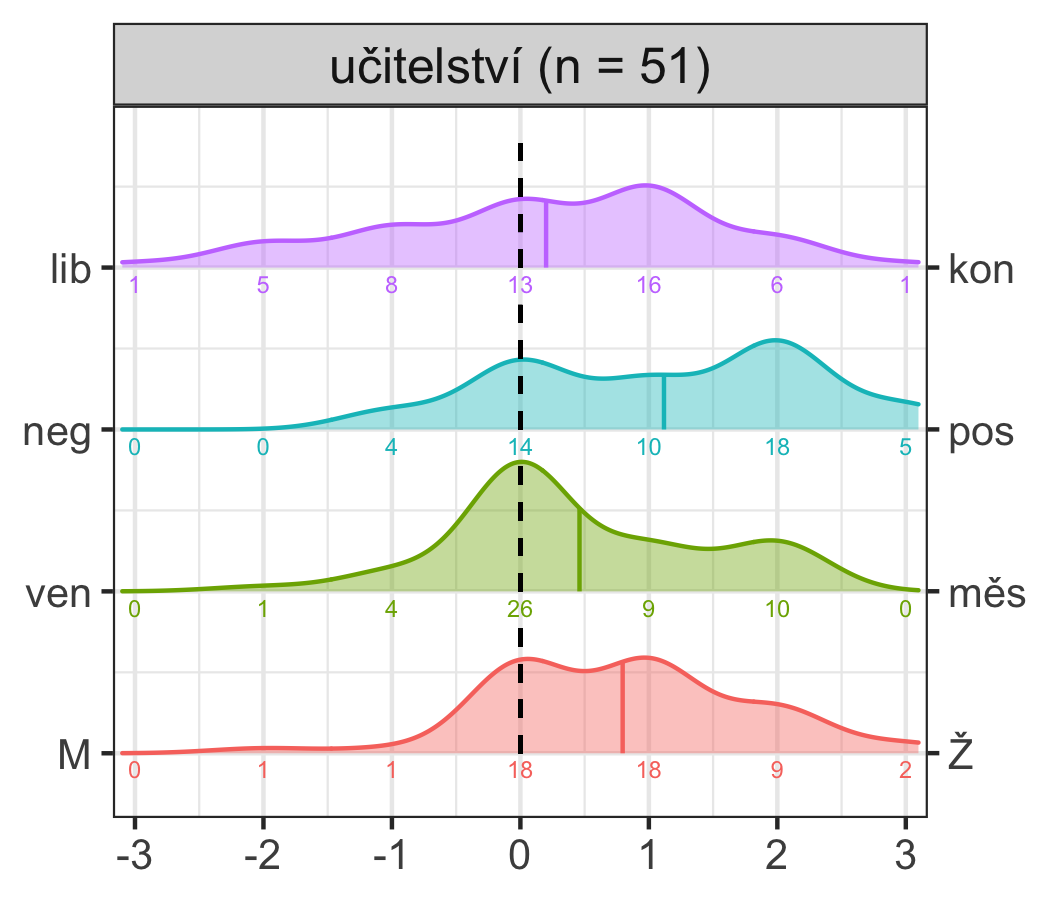 učitelství (n = 51)
lib kon
1 5 8 13 16 6 1
neg pos
0 0 4 14 10 18 5
ven měs
0 1 4 26 9 10 0
M Ž
0 1 1 18 18 9 2
-3 -2 -1 0 1 2 3